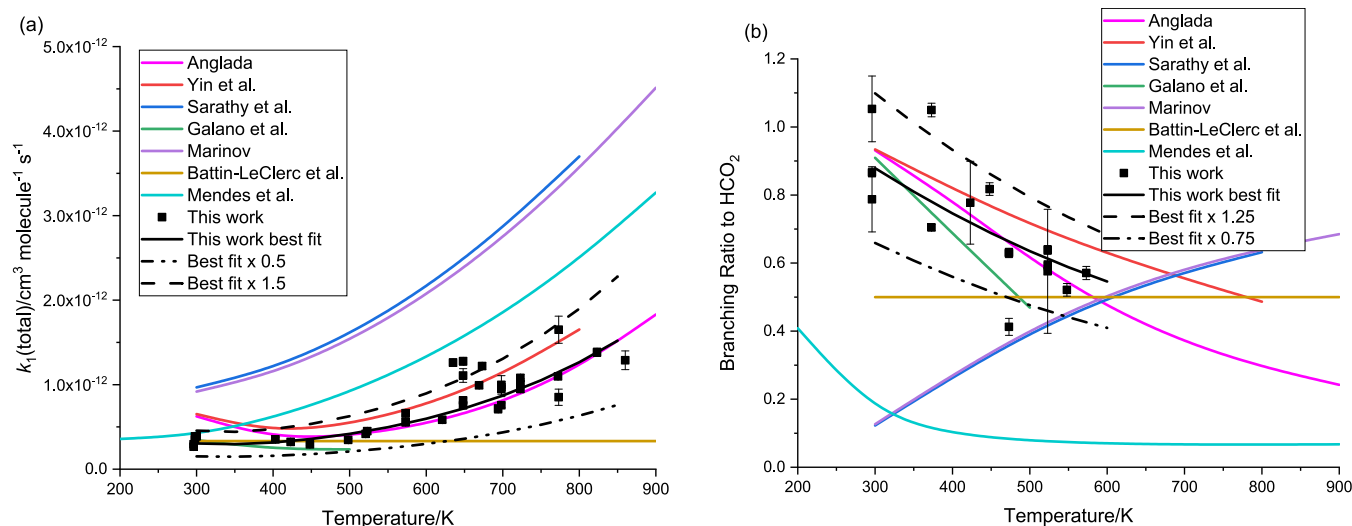 (a)
5.0x10⁻¹²
4.0x10⁻¹²
3.0x10⁻¹²
2.0x10⁻¹²
1.0x10⁻¹²
0.0
k₁(total)/cm³ molecule⁻¹ s⁻¹
Anglada
Yin et al.
Sarathy et al.
Galano et al.
Marinov
Battin-LeClerc et al.
Mendes et al.
This work
This work best fit
Best fit x 0.5
Best fit x 1.5
200 300 400 500 600 700 800 900
Temperature/K
(b)
1.2
1.0
0.8
0.6
0.4
0.2
0.0
Branching Ratio to HCO₂
Anglada
Yin et al.
Sarathy et al.
Galano et al.
Marinov
Battin-LeClerc et al.
Mendes et al.
This work
This work best fit
Best fit x 1.25
Best fit x 0.75
200 300 400 500 600 700 800 900
Temperature/K